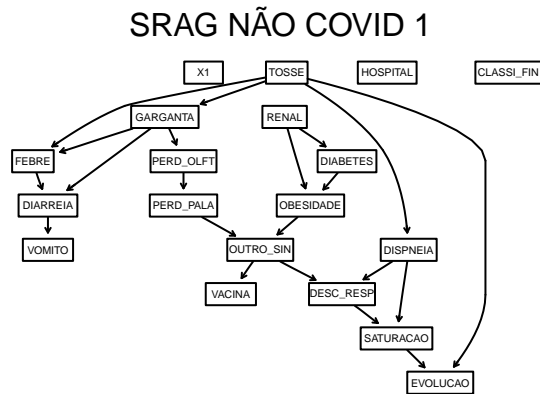 SRAG NÃO COVID 1
X1 TOSSE HOSPITAL CLASSI_FIN
GARGANTA RENAL
FEBRE PERD_OLFT DIABETES
DIARREIA PERD_PALA OBESIDADE
VOMITO OUTRO_SIN DISPNEIA
VACINA DESC_RESP
SATURACAO
EVOLUCAO